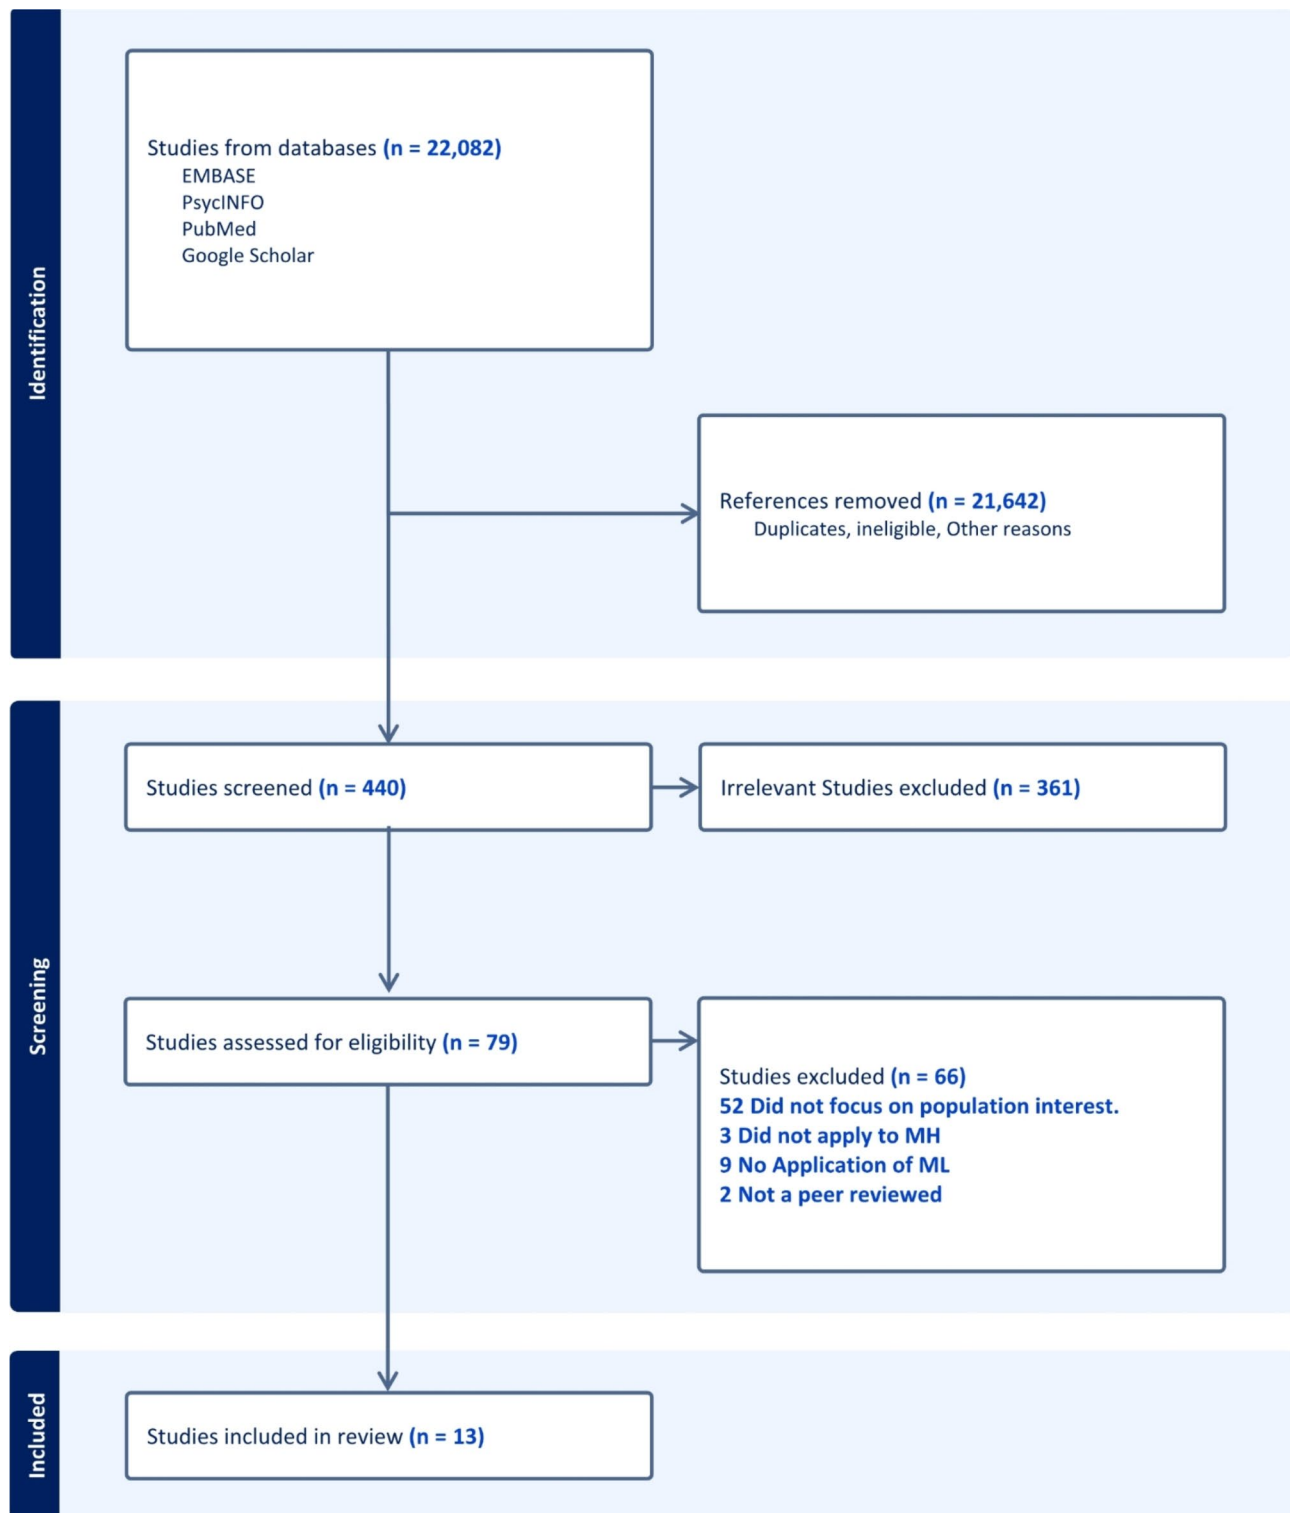 Identification
Studies from databases (n = 22,082)
EMBASE
PsycINFO
PubMed
Google Scholar
References removed (n = 21,642)
Duplicates, ineligible, Other reasons
Screening
Studies screened (n = 440)
Irrelevant Studies excluded (n = 361)
Studies assessed for eligibility (n = 79)
Studies excluded (n = 66)
52 Did not focus on population interest.
3 Did not apply to MH
9 No Application of ML
2 Not a peer reviewed
Included
Studies included in review (n = 13)